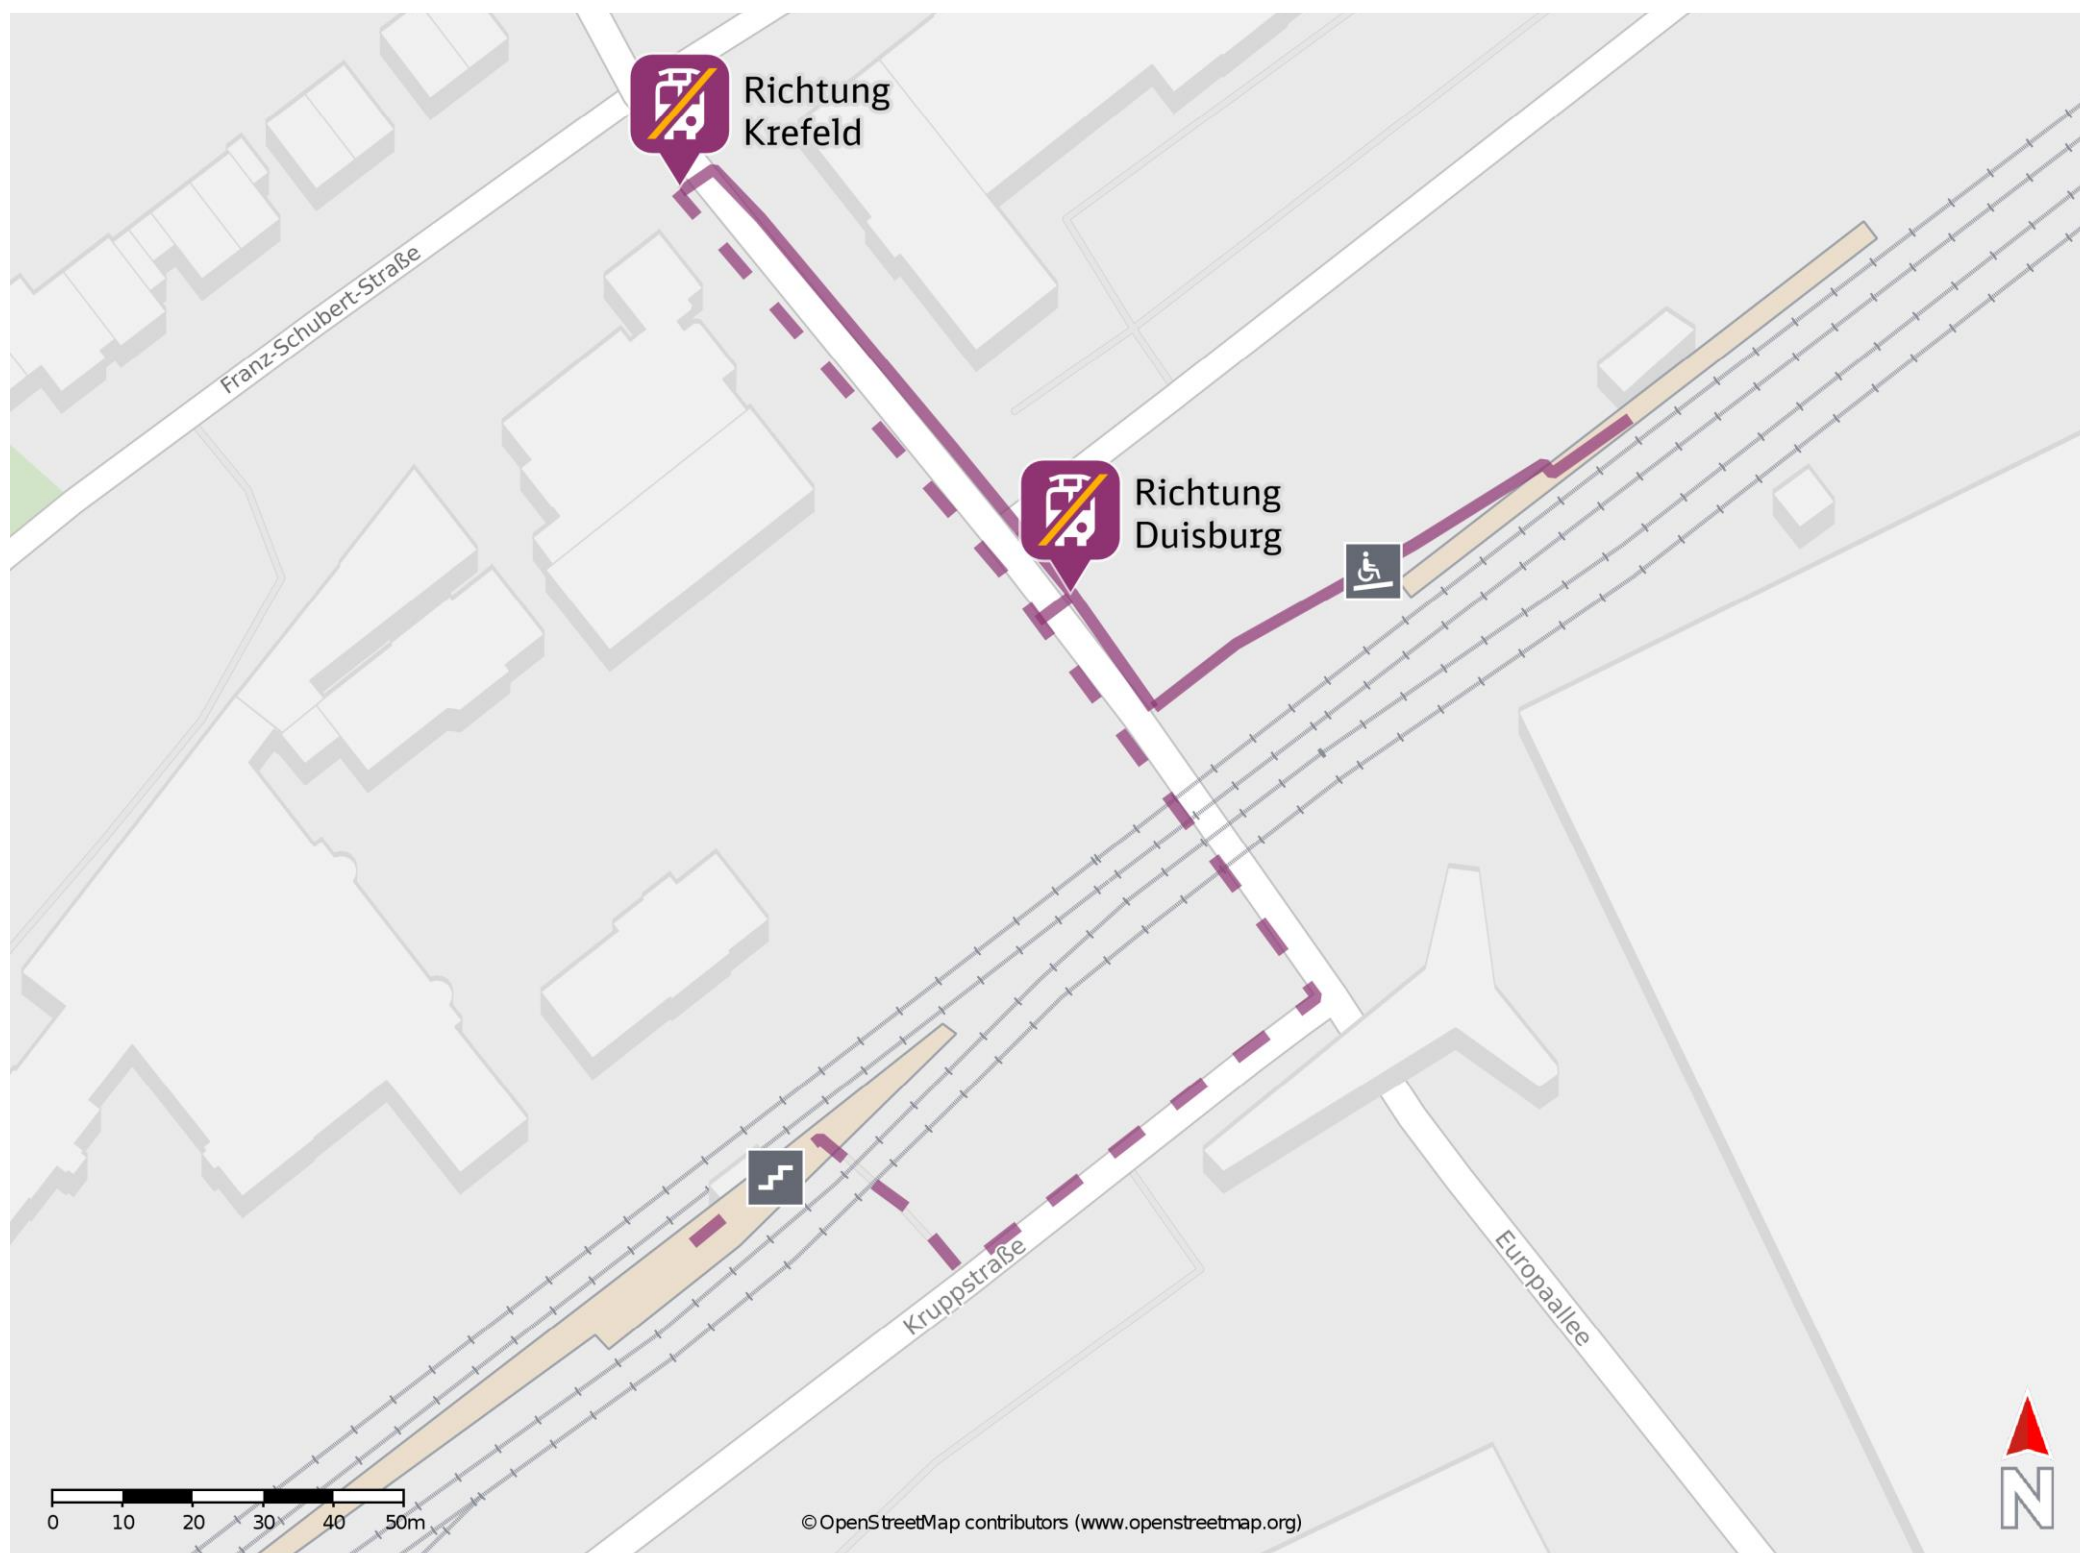 Richtung
Krefeld
Franz-Schubert-Straße
Richtung
Duisburg
Kruppstraße
Europaallee
0 10 20 30 40 50m
© OpenStreetMap contributors (www.openstreetmap.org)
N